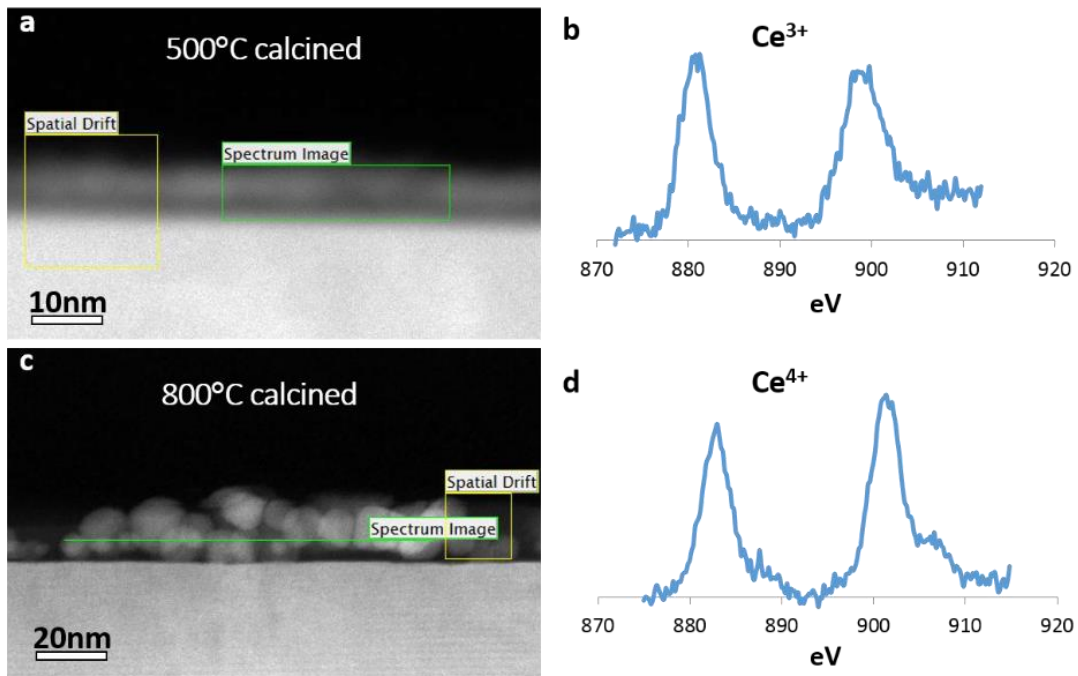 a
500°C calcined
Spatial Drift
Spectrum Image
10nm
b
Ce³⁺
870 880 890 900 910 920
eV
c
800°C calcined
Spatial Drift
Spectrum Image
20nm
d
Ce⁴⁺
870 880 890 900 910 920
eV